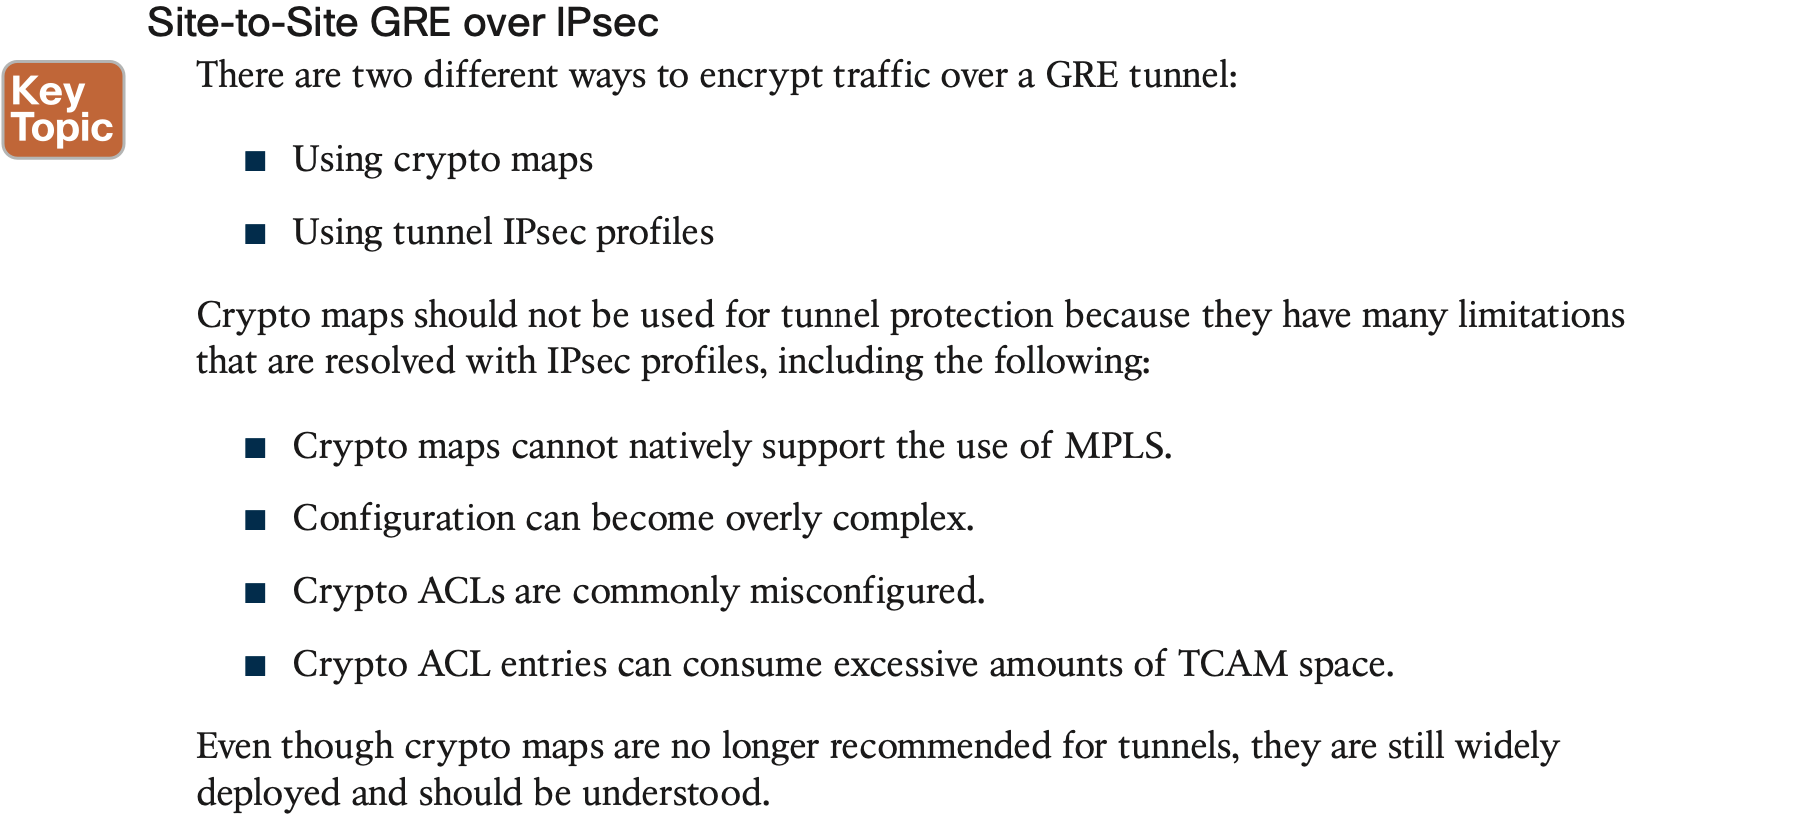 Site-to-Site GRE over IPsec
Key
Topic
There are two different ways to encrypt traffic over a GRE tunnel:
■ Using crypto maps
■ Using tunnel IPsec profiles
Crypto maps should not be used for tunnel protection because they have many limitations
that are resolved with IPsec profiles, including the following:
■ Crypto maps cannot natively support the use of MPLS.
■ Configuration can become overly complex.
■ Crypto ACLs are commonly misconfigured.
■ Crypto ACL entries can consume excessive amounts of TCAM space.
Even though crypto maps are no longer recommended for tunnels, they are still widely
deployed and should be understood.